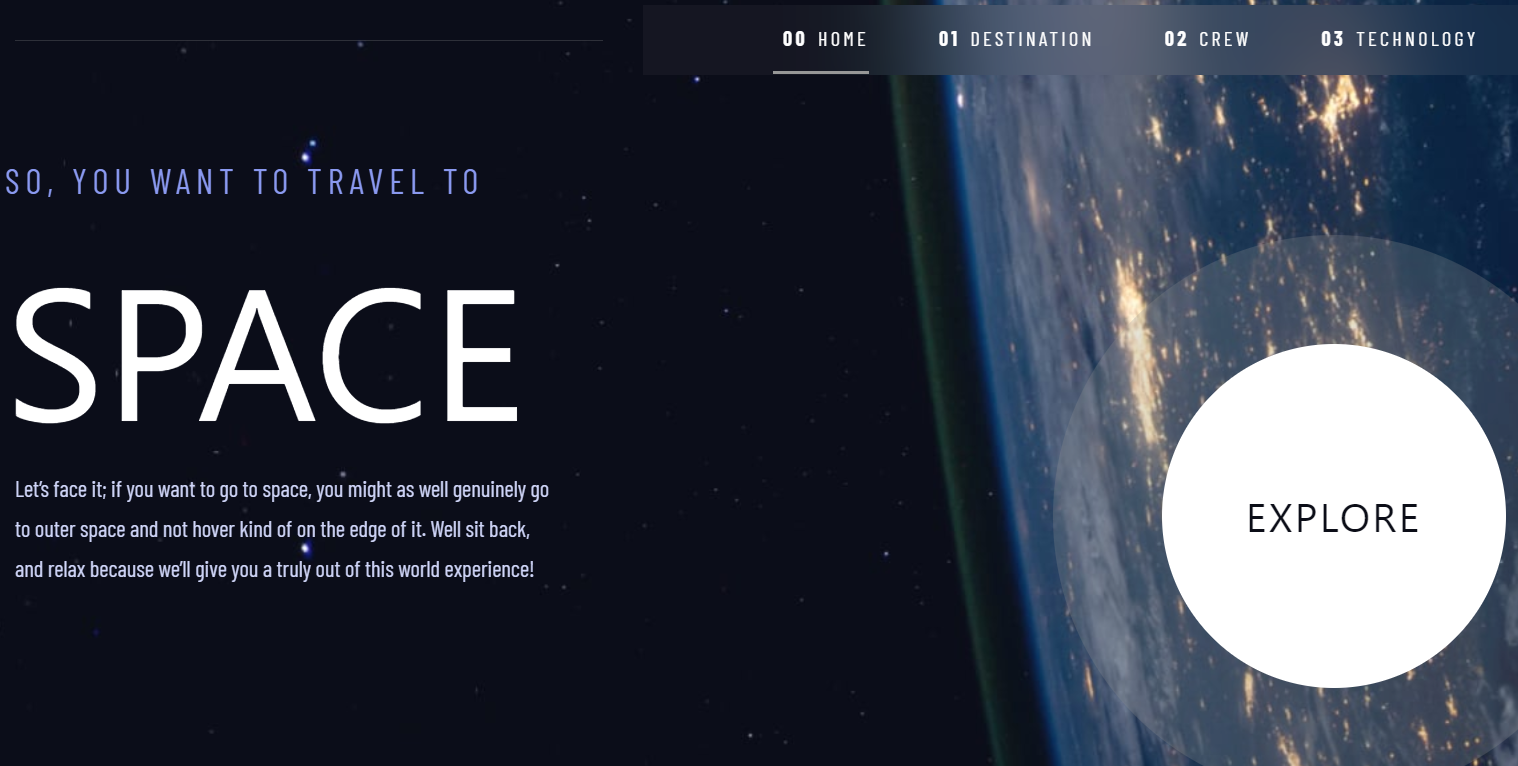 00 HOME 01 DESTINATION 02 CREW 03 TECHNOLOGY
SO, YOU WANT TO TRAVEL TO
SPACE
Let’s face it; if you want to go to space, you might as well genuinely go
to outer space and not hover kind of on the edge of it. Well sit back,
and relax because we’ll give you a truly out of this world experience!
EXPLORE